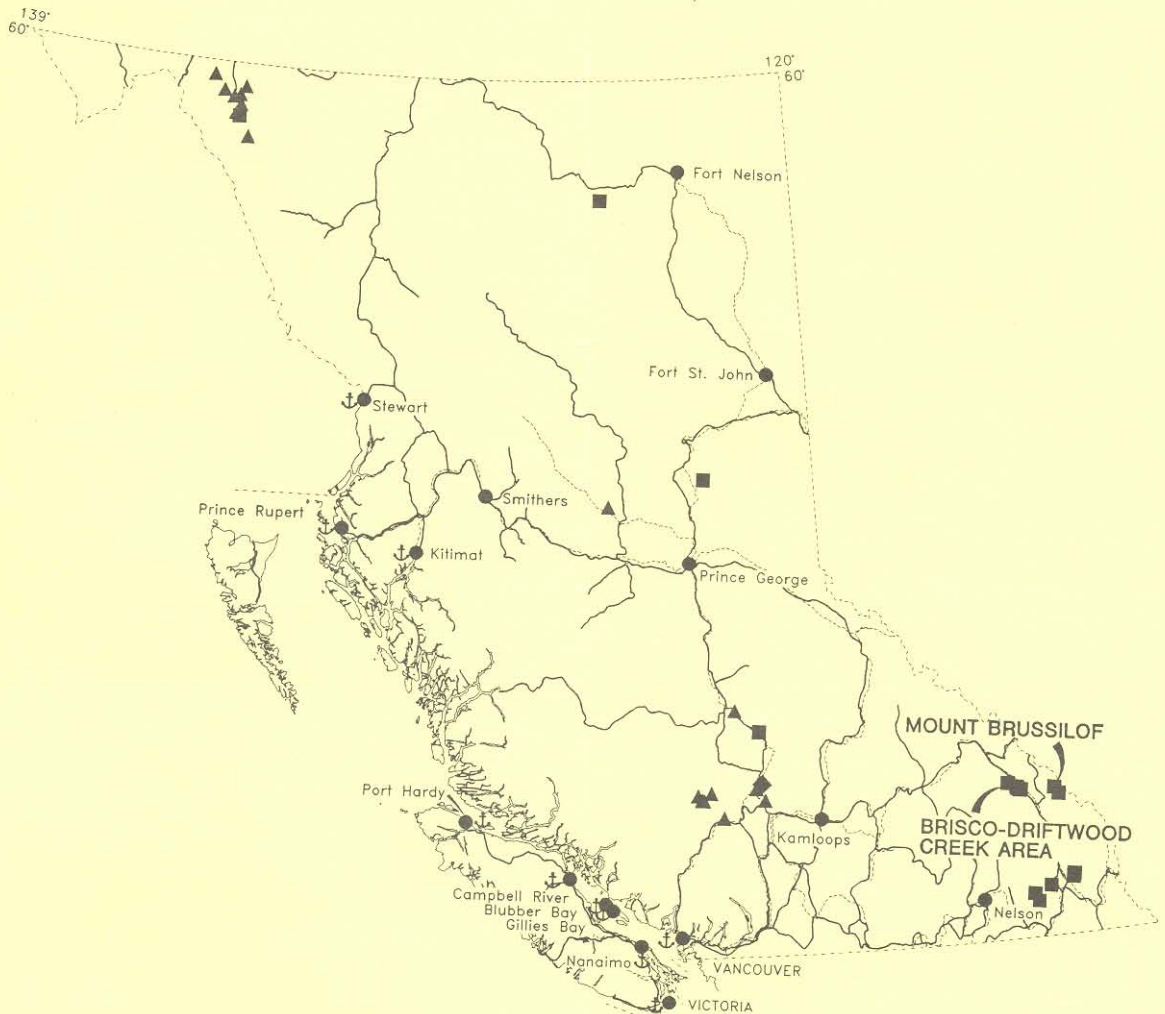 139°
60°
120°
60°
Fort Nelson
Fort St. John
Stewart
Smithers
Prince Rupert
Kitimat
Prince George
MOUNT BRUSSILOF
Port Hardy
BRISCO-DRIFTWOOD
CREEK AREA
Kamloops
Campbell River
Blubber Bay
Gillies Bay
Nelson
Nanaimo
VANCOUVER
VICTORIA